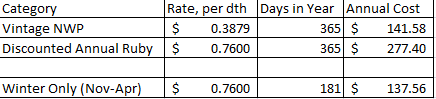 Category Rate, per dth Days in Year Annual Cost
Vintage NWP $ 0.3879 365 $ 141.58
Discounted Annual Ruby $ 0.7600 365 $ 277.40
Winter Only (Nov-Apr) $ 0.7600 181 $ 137.56